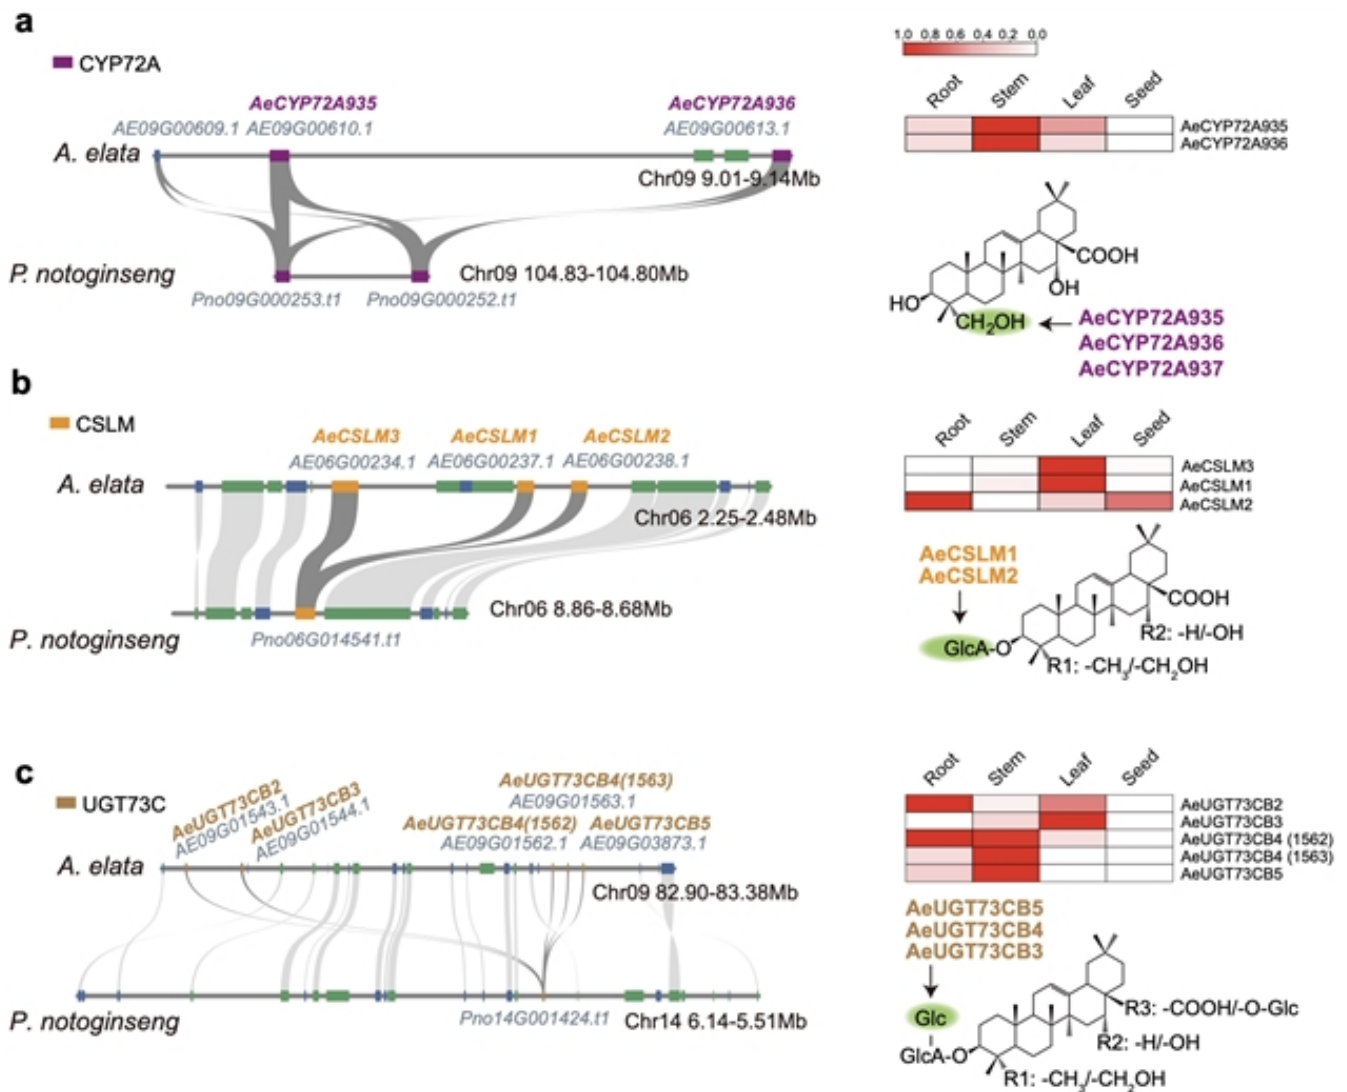 a
CYP72A
AeCYP72A935
AeCYP72A936
AE09G00609.1 AE09G00610.1
AE09G00613.1
A. elata
Chr09 9.01-9.14Mb
P. notoginseng
Chr09 104.83-104.80Mb
Pno09G000253.t1
Pno09G000252.t1
1.0 0.8 0.6 0.4 0.2 0.0
Root Stem Leaf Seed
AeCYP72A935
AeCYP72A936
COOH
OH
HO
CH2OH
AeCYP72A935
AeCYP72A936
AeCYP72A937
b
CSLM
AeCSLM3 AeCSLM1 AeCSLM2
AE06G00234.1 AE06G00237.1 AE06G00238.1
A. elata
Chr06 2.25-2.48Mb
Chr06 8.86-8.68Mb
P. notoginseng
Pno06G014541.t1
Root Stem Leaf Seed
AeCSLM3
AeCSLM1
AeCSLM2
AeCSLM1
AeCSLM2
COOH
R2: -H/-OH
GlcA-O
R1: -CH3/-CH2OH
c
UGT73C
AeUGT73CB2
AE09G01543.1
AeUGT73CB3
AE09G01544.1
AeUGT73CB4(1563)
AE09G01563.1
AeUGT73CB4(1562) AeUGT73CB5
AE09G01562.1 AE09G03873.1
A. elata
Chr09 82.90-83.38Mb
P. notoginseng
Pno14G001424.t1
Chr14 6.14-5.51Mb
Root Stem Leaf Seed
AeUGT73CB2
AeUGT73CB3
AeUGT73CB4 (1562)
AeUGT73CB4 (1563)
AeUGT73CB5
AeUGT73CB5
AeUGT73CB4
AeUGT73CB3
Glc
R3: -COOH/-O-Glc
R2: -H/-OH
GlcA-O
R1: -CH3/-CH2OH